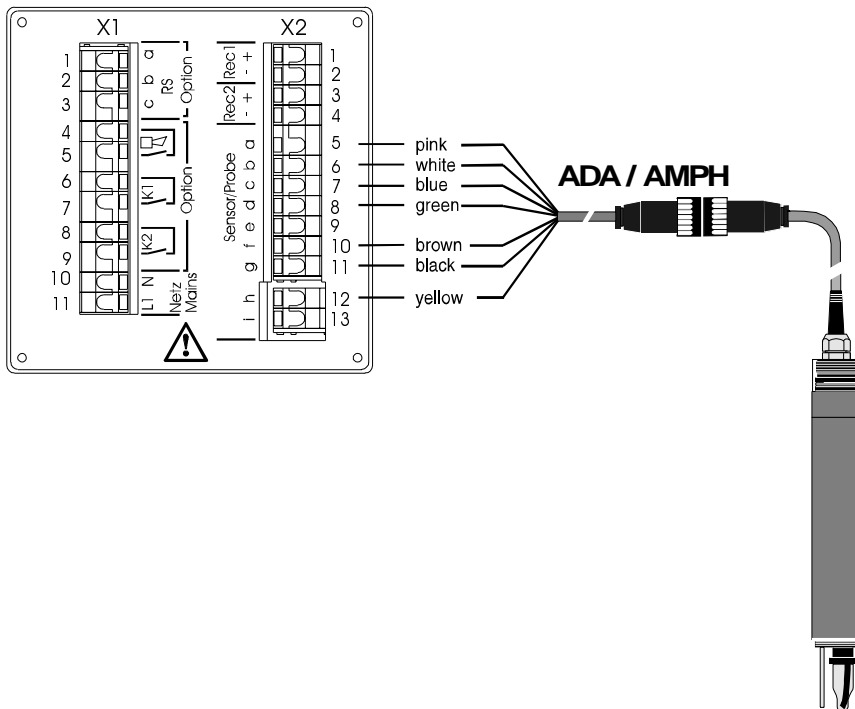 X1
X2
1
2
3
4
5
6
7
8
9
10
11
a
b
c
RS
Option
K1
K2
Option
N
L1
Netz
Mains
Rec1
- +
Rec2
- +
Sensor/Probe
a
b
c
d
e
f
g
h
i
1
2
3
4
5 pink
6 white
7 blue
8 green
9
10 brown
11 black
12 yellow
13
ADA / AMPH